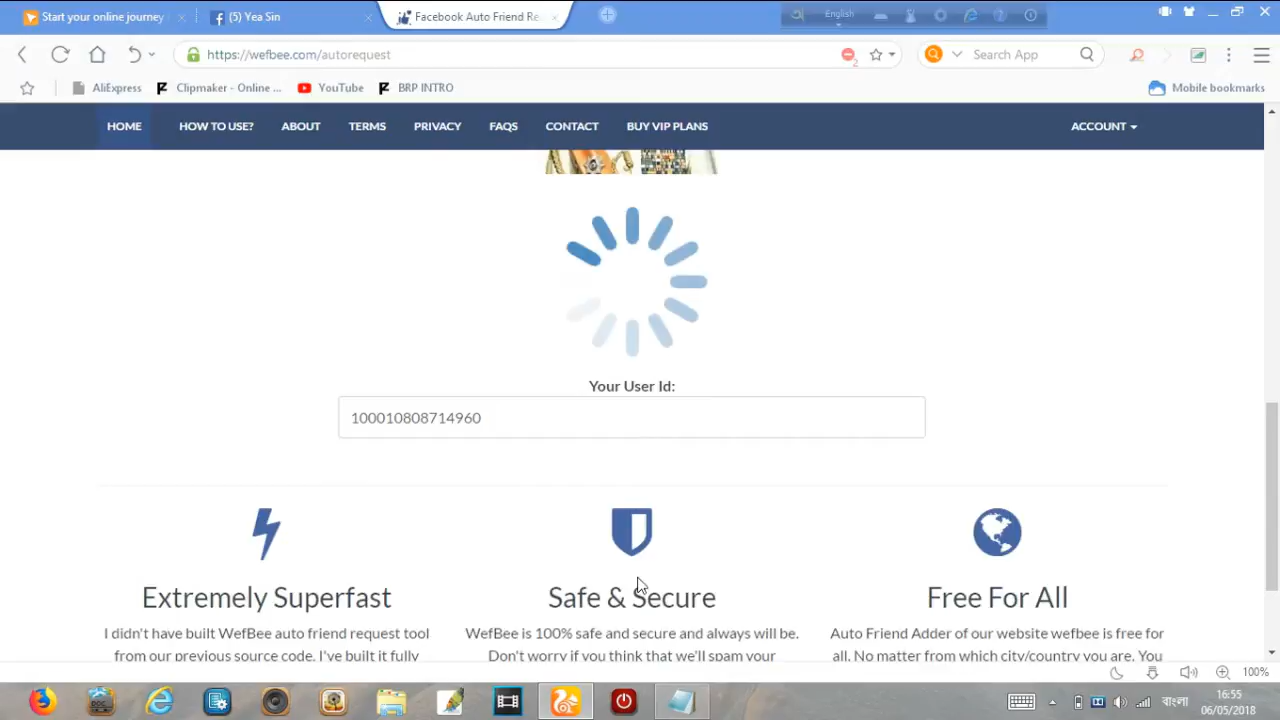 Start your online journey
(5) Yea Sin
Facebook Auto Friend Re
English
https://wefbee.com/autorequest
2
Search App
AliExpress
Clipmaker - Online ...
YouTube
BRP INTRO
Mobile bookmarks
HOME
HOW TO USE?
ABOUT
TERMS
PRIVACY
FAQS
CONTACT
BUY VIP PLANS
ACCOUNT
Your User Id:
100010808714960
Extremely Superfast
I didn't have built WefBee auto friend request tool
from our previous source code. I've built it fully
Safe & Secure
WefBee is 100% safe and secure and always will be.
Don't worry if you think that we'll spam your
Free For All
Auto Friend Adder of our website wefbee is free for
all. No matter from which city/country you are. You
100%
বাংলা
16:55
06/05/2018